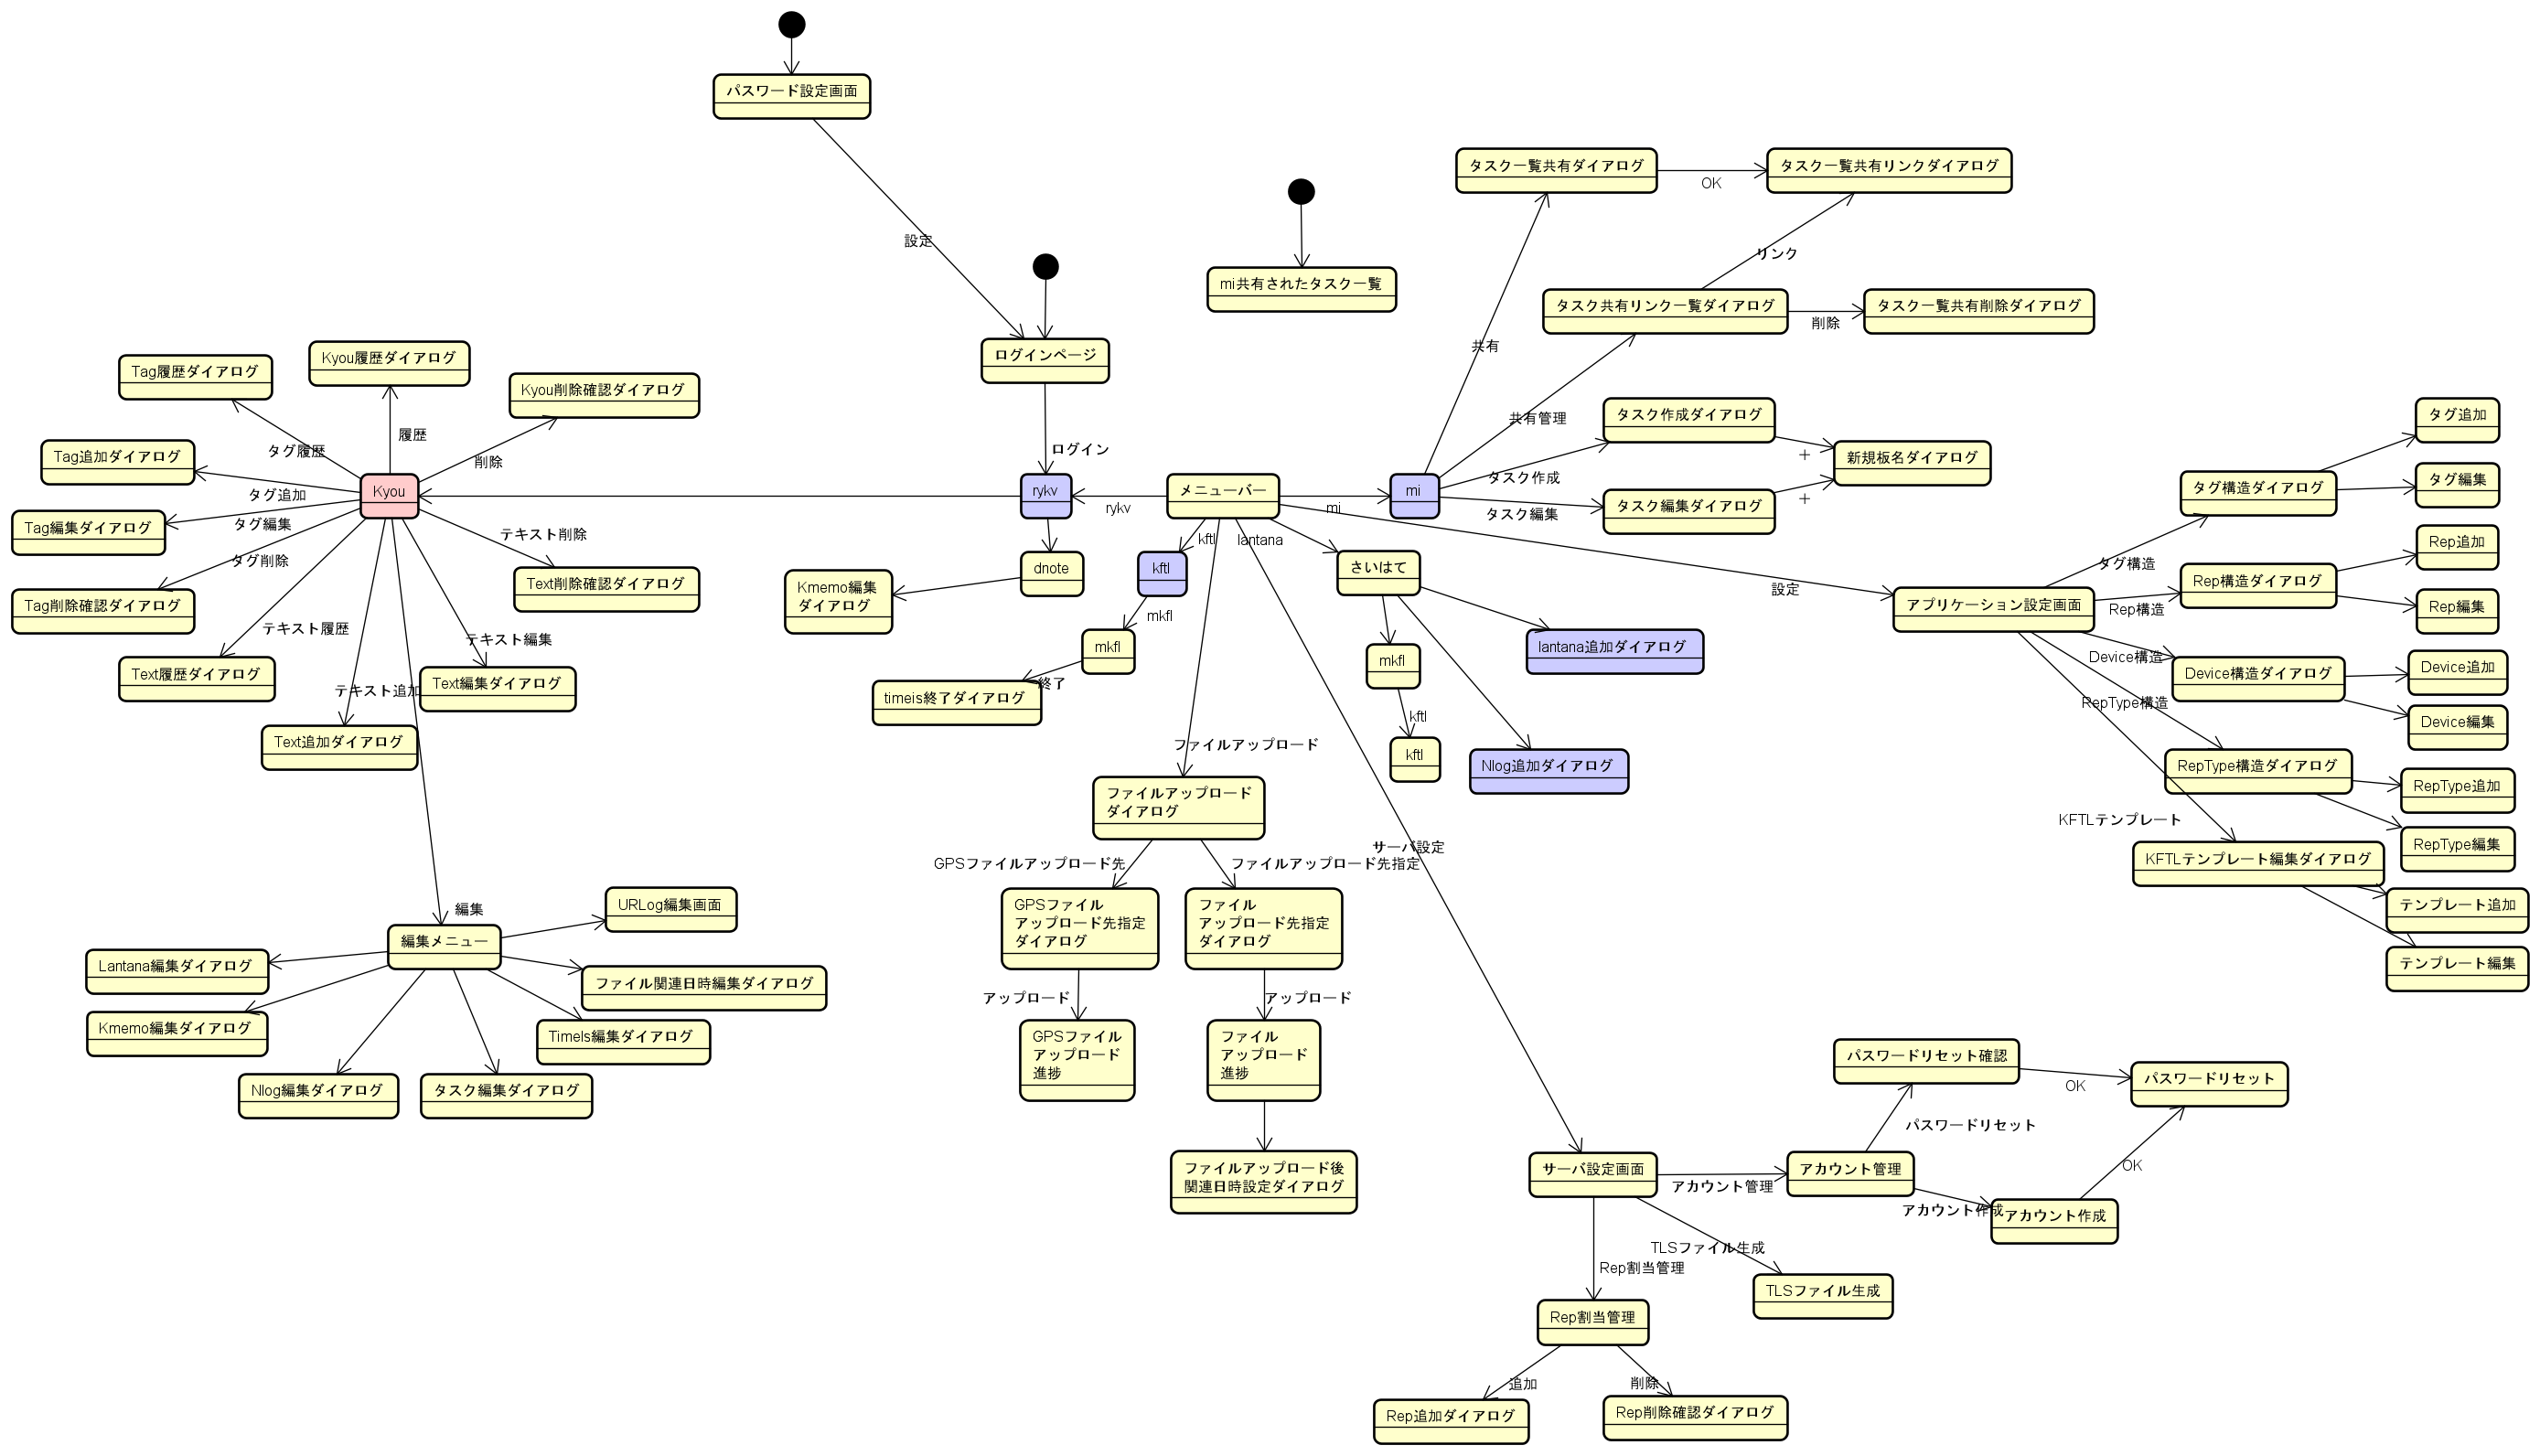 パスワード設定画面
設定
タスク一覧共有ダイアログ
OK
タスク一覧共有リンクダイアログ
リンク
mi共有されたタスク一覧
タスク共有リンク一覧ダイアログ
削除
タスク一覧共有削除ダイアログ
共有
共有管理
ログインページ
ログイン
Tag履歴ダイアログ
Kyou履歴ダイアログ
Kyou削除確認ダイアログ
タグ履歴
履歴
削除
Tag追加ダイアログ
タグ追加
Kyou
Tag編集ダイアログ
タグ編集
タグ削除
Tag削除確認ダイアログ
テキスト削除
Text削除確認ダイアログ
テキスト履歴
Text履歴ダイアログ
テキスト編集
Text編集ダイアログ
テキスト追加
Text追加ダイアログ
編集
編集メニュー
URLog編集画面
Lantana編集ダイアログ
ファイル関連日時編集ダイアログ
Kmemo編集ダイアログ
TimeIs編集ダイアログ
Nlog編集ダイアログ
タスク編集ダイアログ
rykv
rykv
メニューバー
mi
mi
dnote
Kmemo編集
ダイアログ
kftl
kftl
mkfl
mkfl
終了
timeis終了ダイアログ
lantana
さいはて
mkfl
kftl
kftl
lantana追加ダイアログ
Nlog追加ダイアログ
タスク作成ダイアログ
タスク作成
+
新規板名ダイアログ
タスク編集
タスク編集ダイアログ
+
設定
アプリケーション設定画面
タグ構造
タグ構造ダイアログ
タグ追加
タグ編集
Rep構造
Rep構造ダイアログ
Rep追加
Rep編集
Device構造
Device構造ダイアログ
Device追加
Device編集
RepType構造
RepType構造ダイアログ
RepType追加
RepType編集
KFTLテンプレート
KFTLテンプレート編集ダイアログ
テンプレート追加
テンプレート編集
ファイルアップロード
ファイルアップロード
ダイアログ
GPSファイルアップロード先
ファイルアップロード先指定
GPSファイル
アップロード先指定
ダイアログ
ファイル
アップロード先指定
ダイアログ
アップロード
アップロード
GPSファイル
アップロード
進捗
ファイル
アップロード
進捗
ファイルアップロード後
関連日時設定ダイアログ
サーバ設定
サーバ設定画面
アカウント管理
アカウント管理
パスワードリセット
パスワードリセット確認
OK
パスワードリセット
アカウント作成
アカウント作成
OK
TLSファイル生成
TLSファイル生成
Rep割当管理
Rep割当管理
追加
削除
Rep追加ダイアログ
Rep削除確認ダイアログ